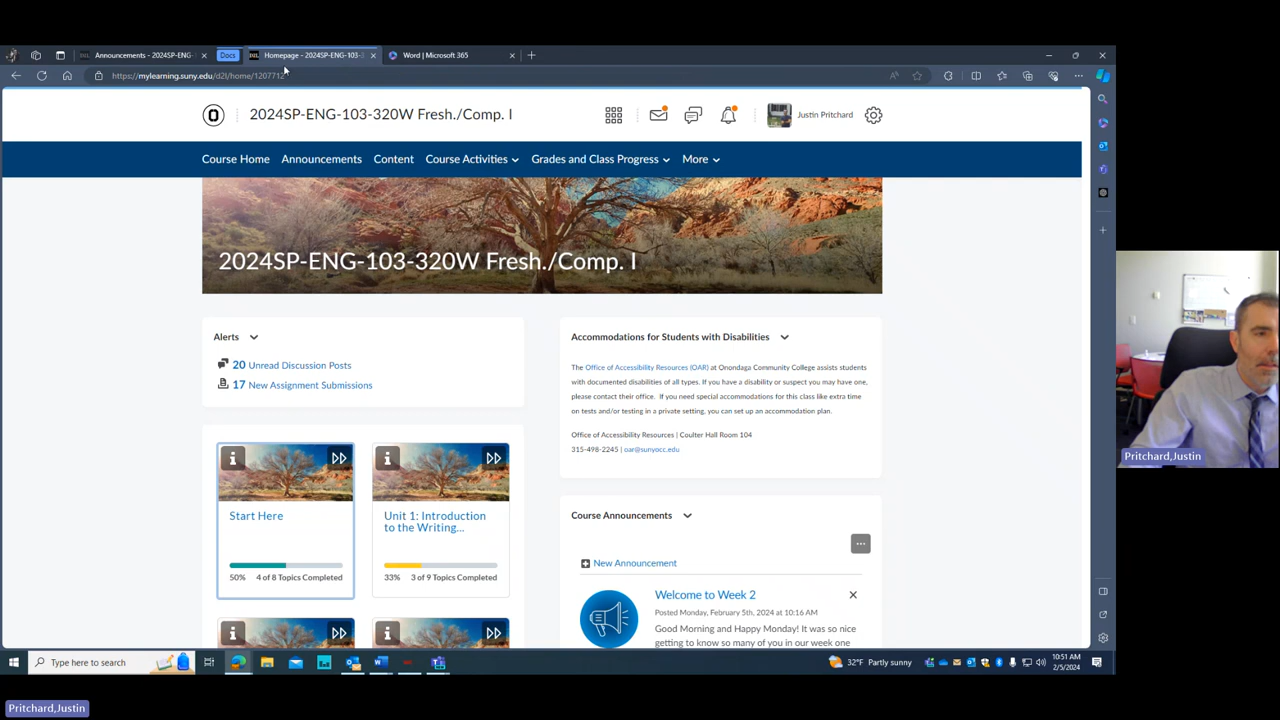 Announcements - 2024SP-ENG-
Docs
Homepage - 2024SP-ENG-103-
Word | Microsoft 365
https://mylearning.suny.edu/d2l/home/1207712
2024SP-ENG-103-320W Fresh./Comp. I
Justin Pritchard
Course Home
Announcements
Content
Course Activities
Grades and Class Progress
More
2024SP-ENG-103-320W Fresh./Comp. I
Alerts
20 Unread Discussion Posts
17 New Assignment Submissions
Start Here
50% 4 of 8 Topics Completed
Unit 1: Introduction
to the Writing...
33% 3 of 9 Topics Completed
Accommodations for Students with Disabilities
The Office of Accessibility Resources (OAR) at Onondaga Community College assists students
with documented disabilities of all types. If you have a disability or suspect you may have one,
please contact their office. If you need special accommodations for this class like extra time
on tests and/or testing in a private setting, you can set up an accommodation plan.
Office of Accessibility Resources | Coulter Hall Room 104
315-498-2245 | oar@sunyocc.edu
Course Announcements
New Announcement
Welcome to Week 2
Posted Monday, February 5th, 2024 at 10:16 AM
Good Morning and Happy Monday! It was so nice
getting to know so many of you in our week one
Pritchard,Justin
Type here to search
32°F Partly sunny
10:51 AM
2/5/2024
Pritchard,Justin